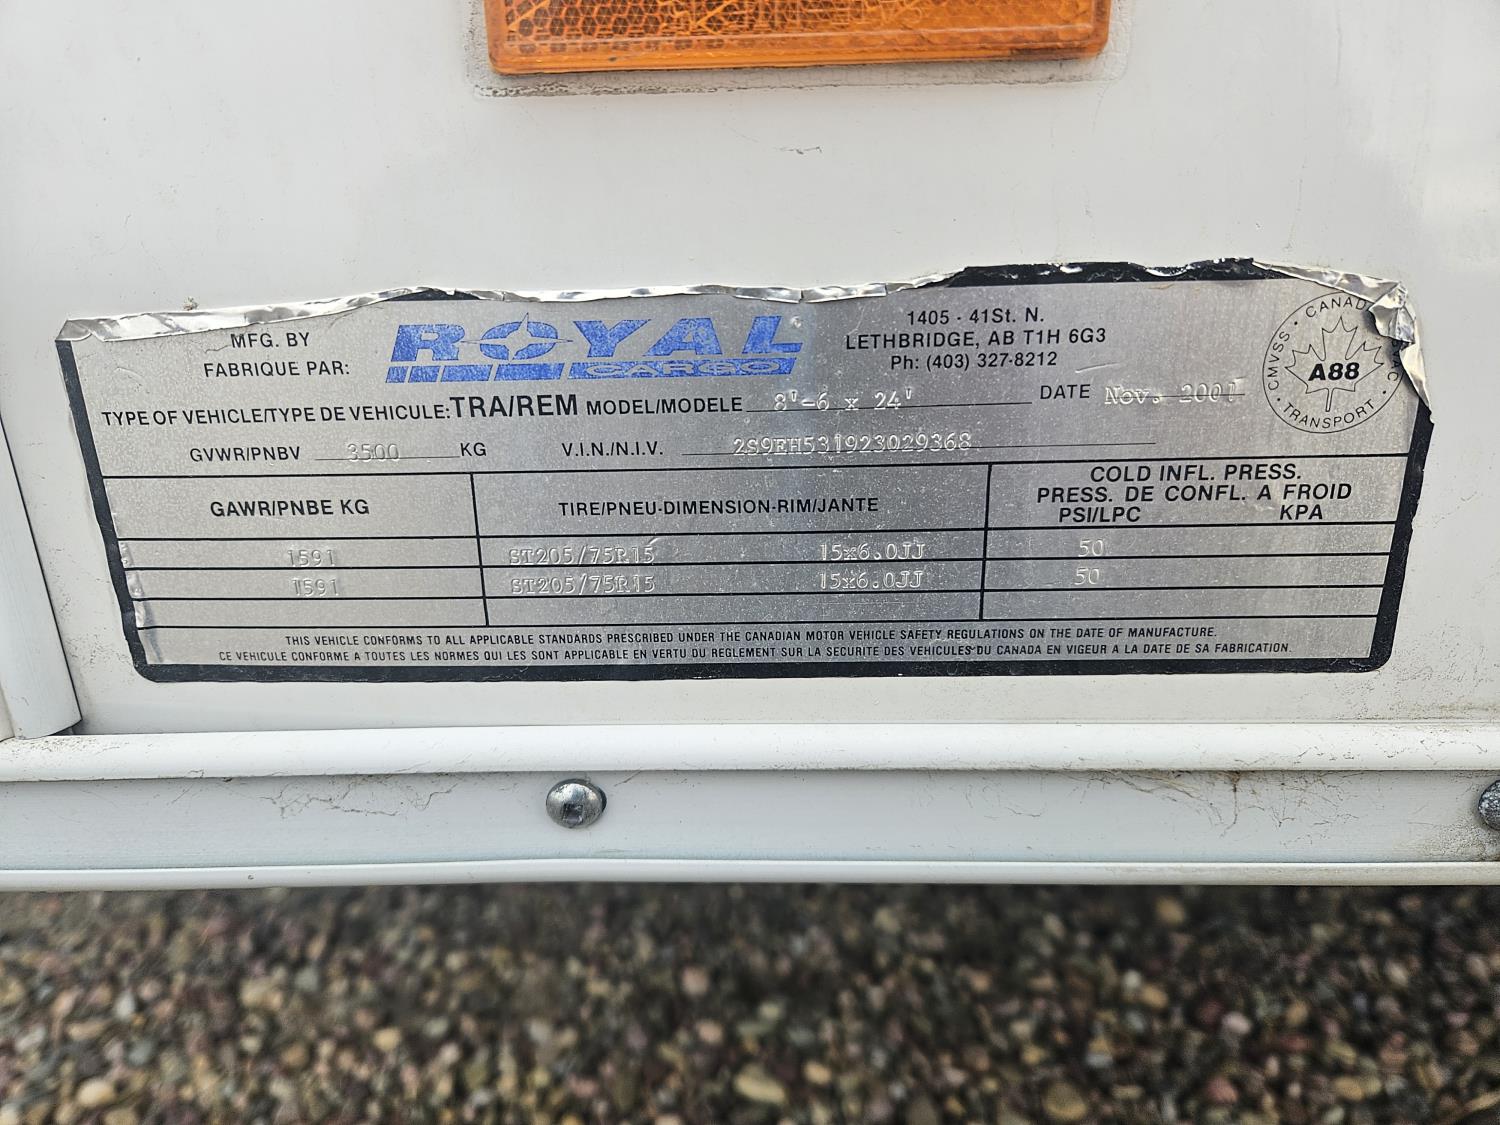 MFG. BY
FABRIQUE PAR:
ROYAL
CARGO
1405 - 41St. N.
LETHBRIDGE, AB T1H 6G3
Ph: (403) 327-8212
CANADA
CMVSS
A88
TRANSPORT
TYPE OF VEHICLE/TYPE DE VEHICULE: TRA/REM MODEL/MODELE 8'-6 x 24' DATE Nov. 2001
GVWR/PNBV 3500 KG V.I.N./N.I.V. 2S9EH531923029368
GAWR/PNBE KG TIRE/PNEU-DIMENSION-RIM/JANTE
COLD INFL. PRESS.
PRESS. DE CONFL. A FROID
PSI/LPC KPA
1591 ST205/75R15 15x6.0JJ 50
1591 ST205/75R15 15x6.0JJ 50
THIS VEHICLE CONFORMS TO ALL APPLICABLE STANDARDS PRESCRIBED UNDER THE CANADIAN MOTOR VEHICLE SAFETY REGULATIONS ON THE DATE OF MANUFACTURE.
CE VEHICULE CONFORME A TOUTES LES NORMES QUI LES SONT APPLICABLE EN VERTU DU REGLEMENT SUR LA SECURITE DES VEHICULES DU CANADA EN VIGEUR A LA DATE DE SA FABRICATION.